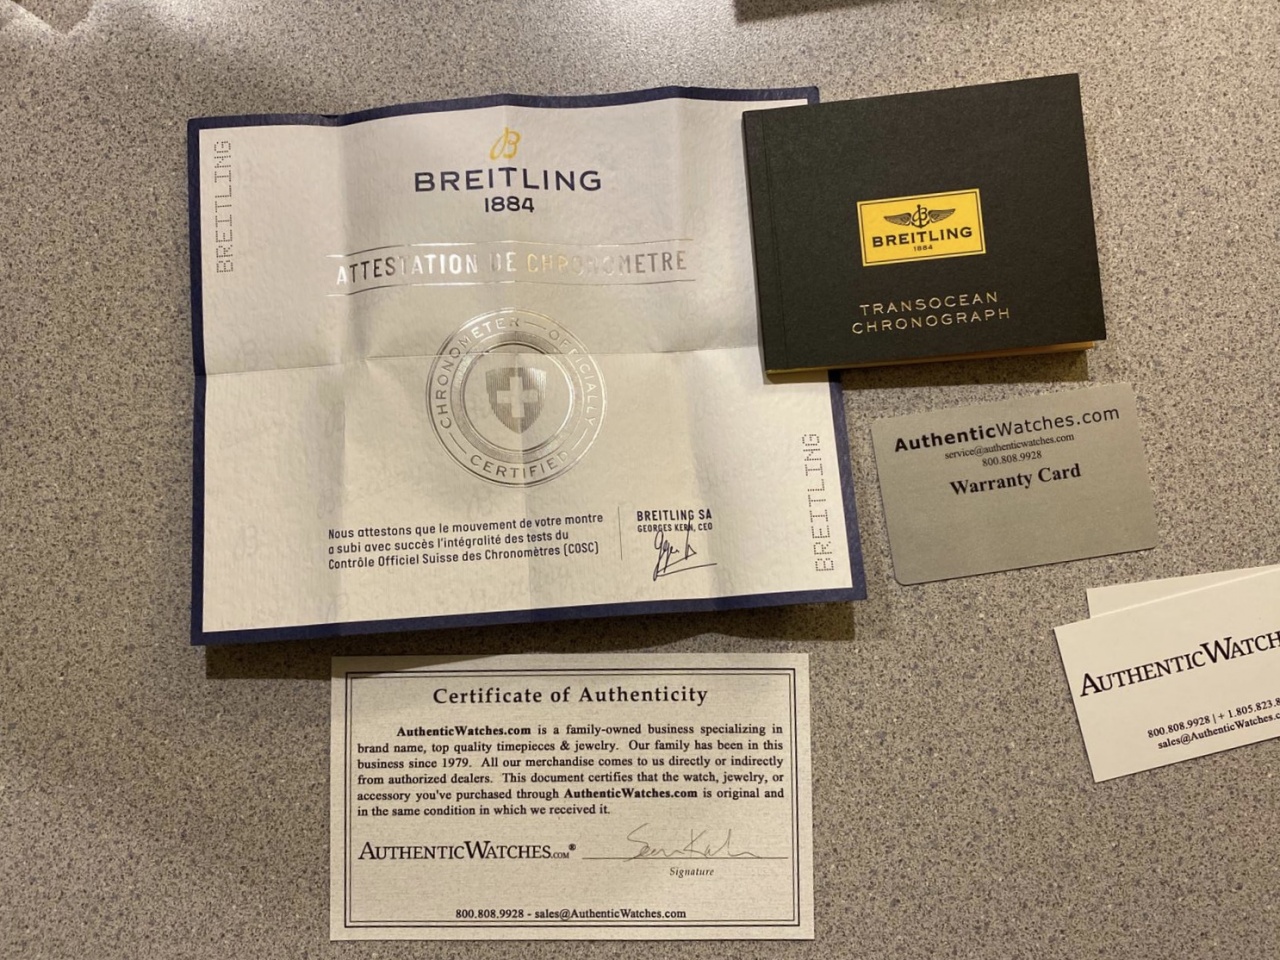 BREITLING
BREITLING
1884
ATTESTATION DE CHRONOMETRE
CHRONOMETER — OFFICIALLY — CERTIFIED
Nous attestons que le mouvement de votre montre
a subi avec succès l'intégralité des tests du
Contrôle Officiel Suisse des Chronomètres (COSC)
BREITLING SA
GEORGES KERN, CEO
BREITLING
BREITLING
1884
TRANSOCEAN
CHRONOGRAPH
AuthenticWatches.com
service@authenticwatches.com
800.808.9928
Warranty Card
AUTHENTICWATCH
800.808.9928 | + 1.805.823.8
sales@AuthenticWatches.c
Certificate of Authenticity
AuthenticWatches.com is a family-owned business specializing in
brand name, top quality timepieces & jewelry. Our family has been in this
business since 1979. All our merchandise comes to us directly or indirectly
from authorized dealers. This document certifies that the watch, jewelry, or
accessory you've purchased through AuthenticWatches.com is original and
in the same condition in which we received it.
AUTHENTICWATCHES.COM®
Signature
800.808.9928 - sales@AuthenticWatches.com